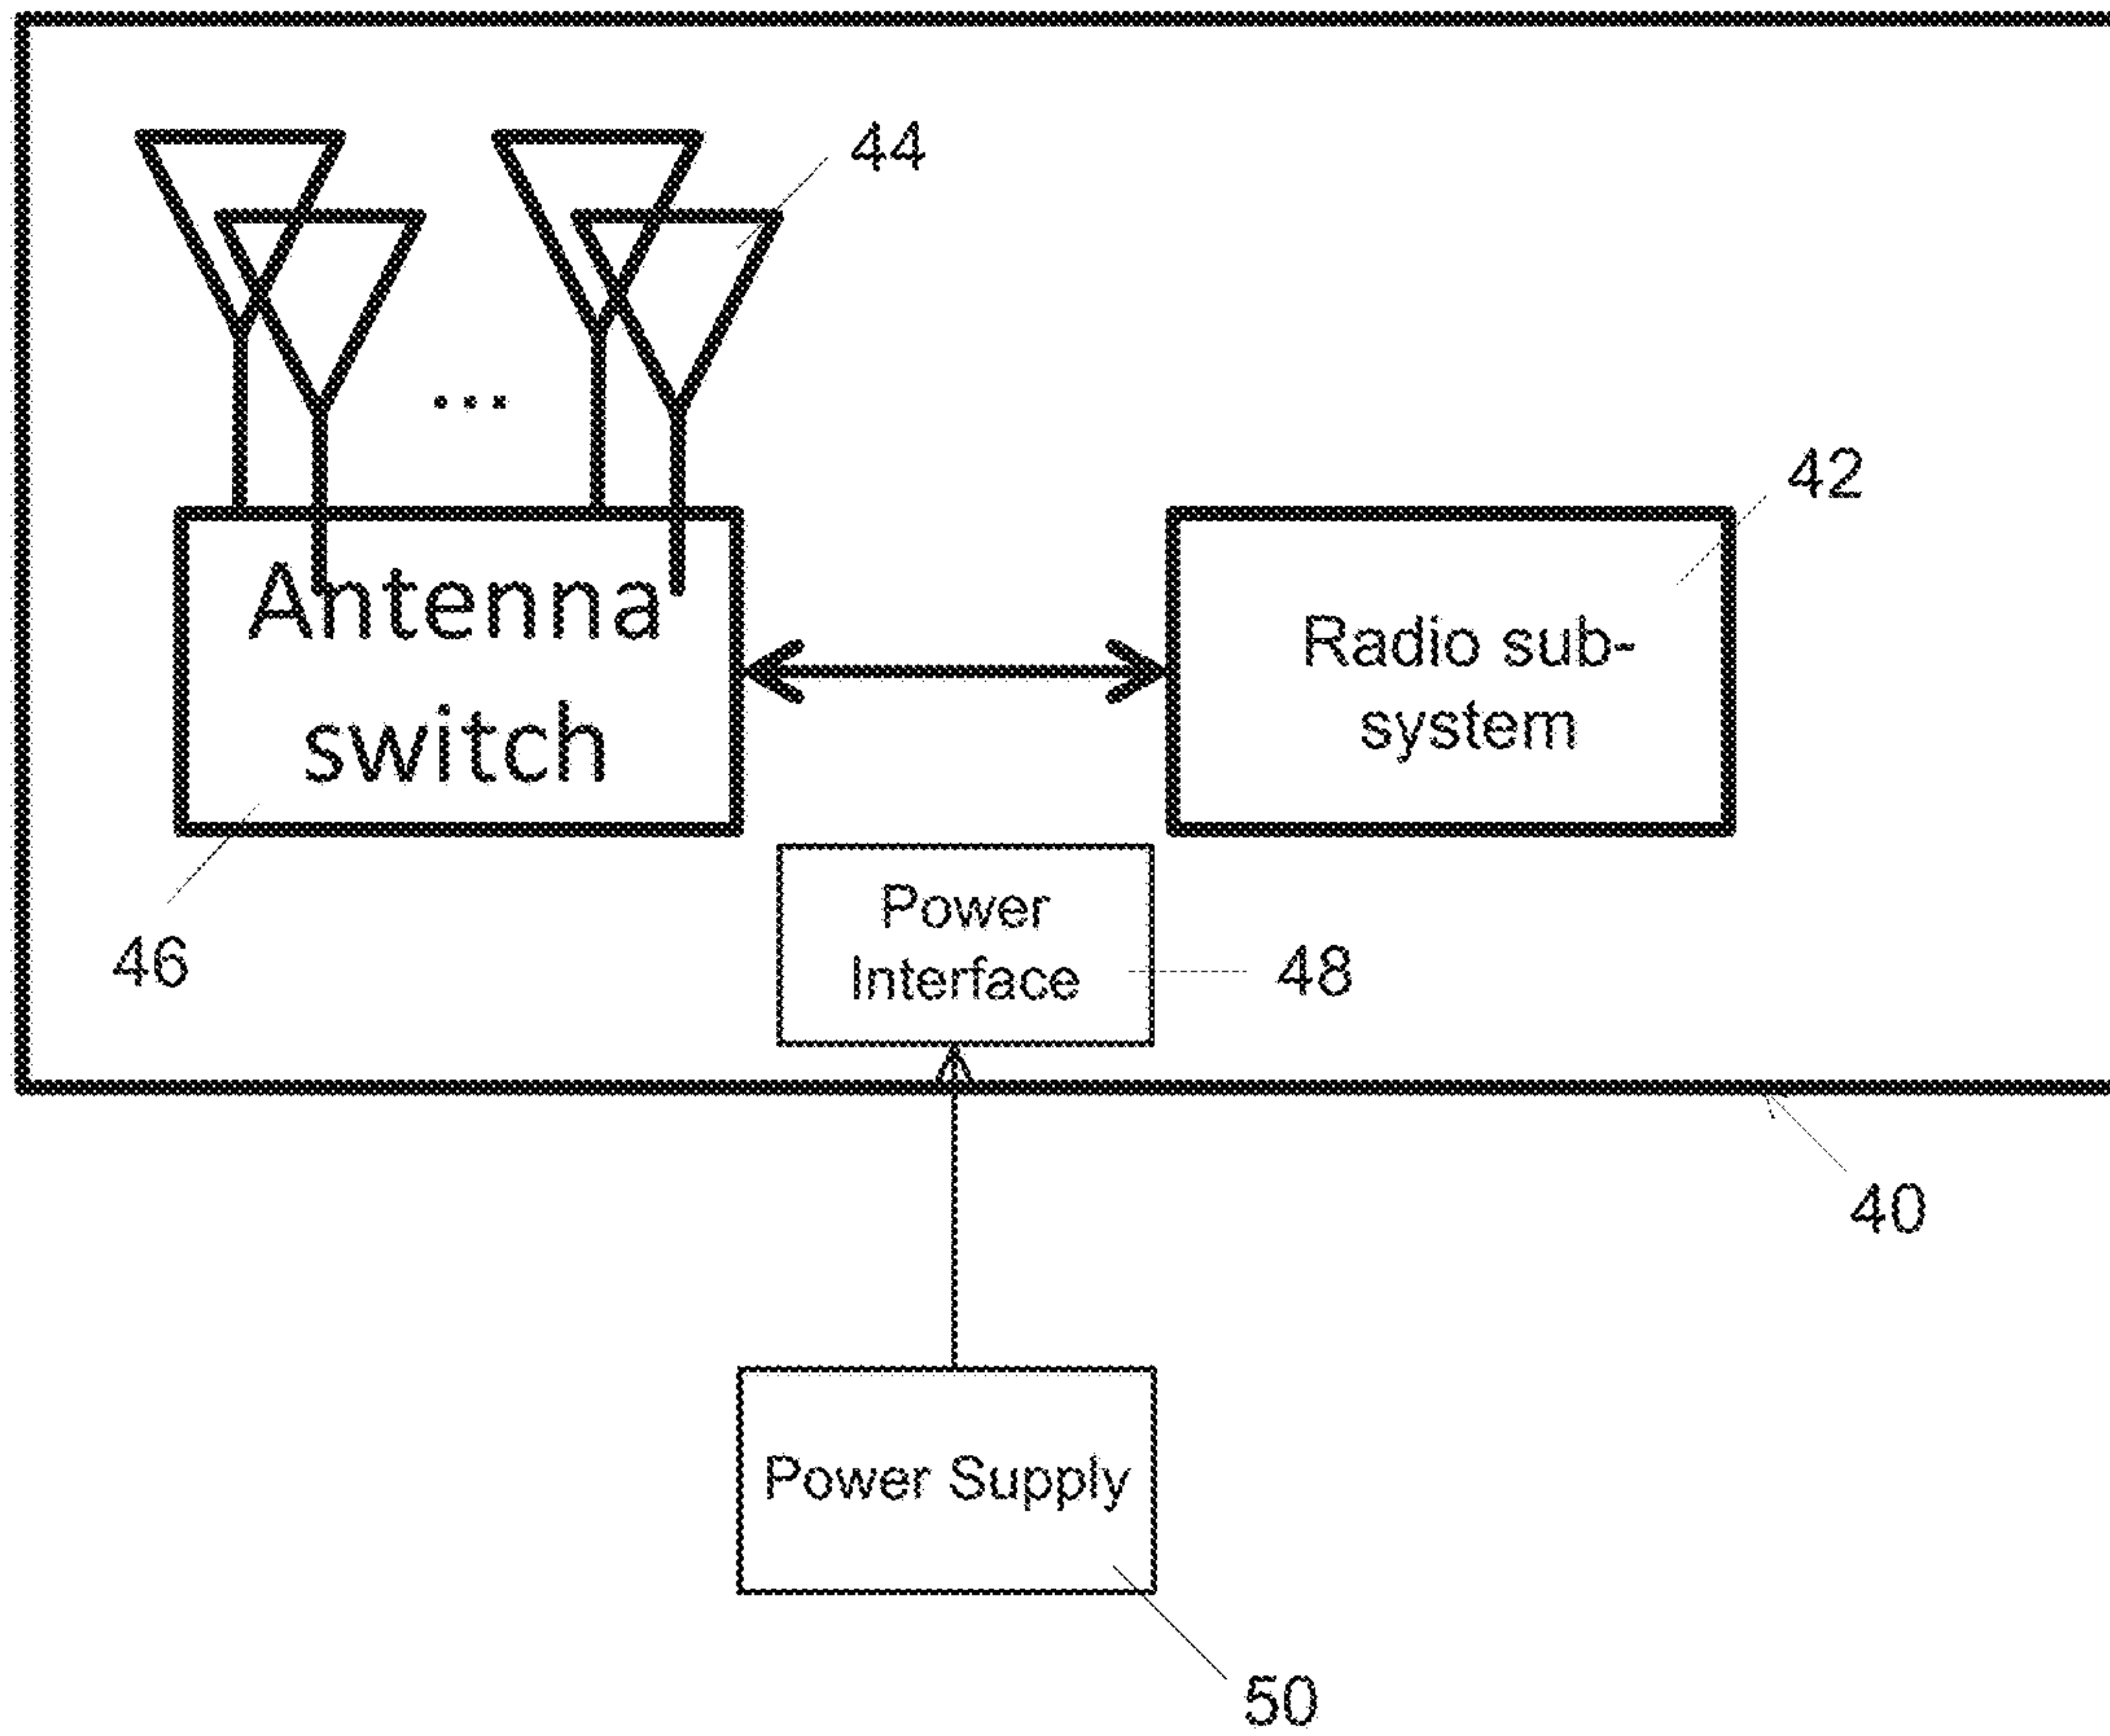 44
...
42
Antenna
switch
Radio sub-
system
46
Power
Interface
48
40
Power Supply
50